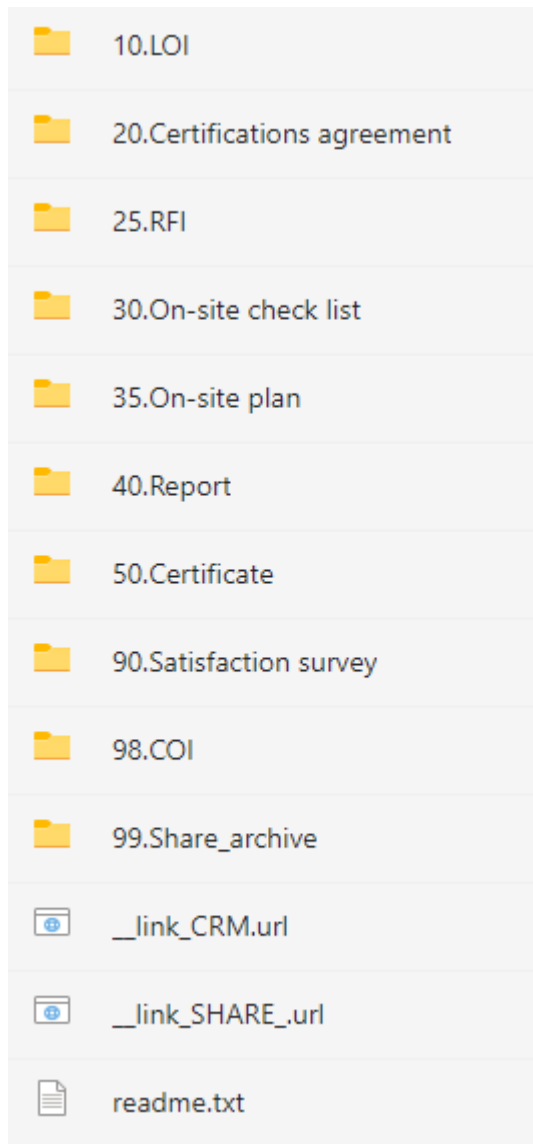 10.LOI
20.Certifications agreement
25.RFI
30.On-site check list
35.On-site plan
40.Report
50.Certificate
90.Satisfaction survey
98.COI
99.Share_archive
__link_CRM.url
__link_SHARE_.url
readme.txt